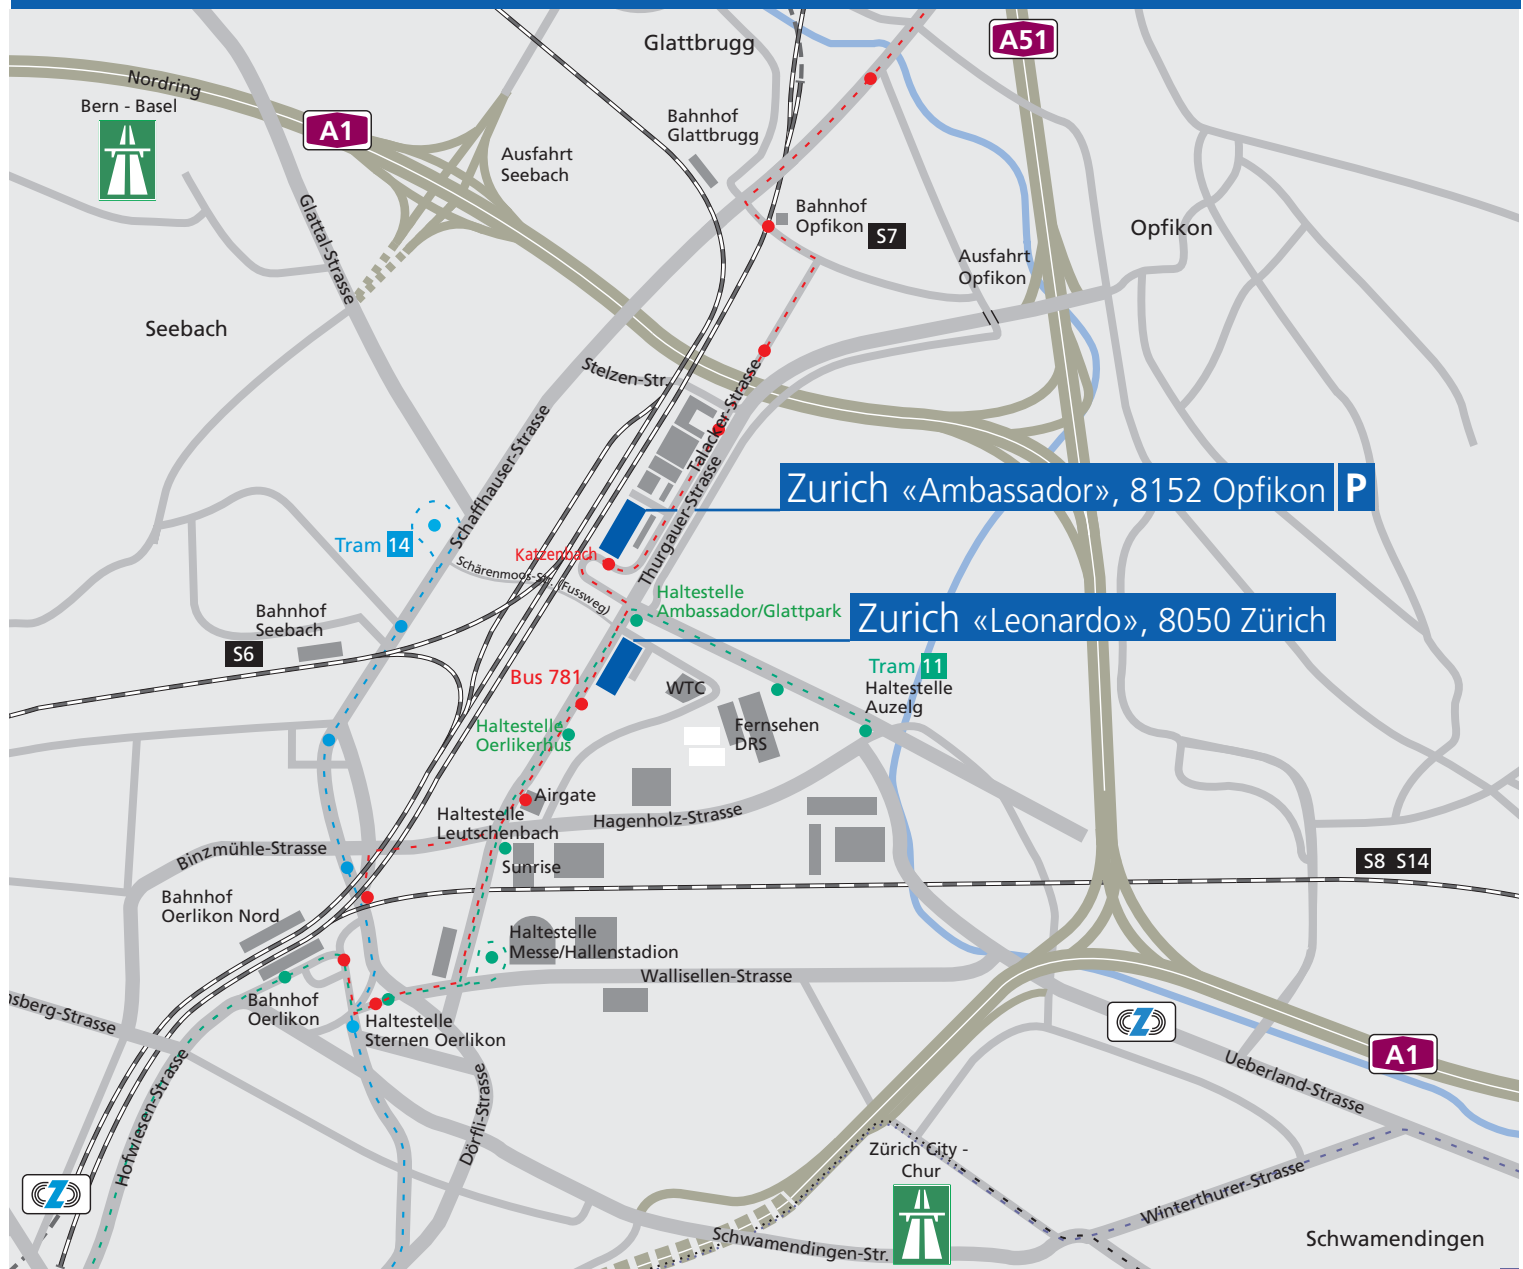 Glattbrugg
A51
Nordring
Bern - Basel
A1
Bahnhof
Glattbrugg
Ausfahrt
Seebach
Glattal-Strasse
Bahnhof
Opfikon
S7
Opfikon
Ausfahrt
Opfikon
Seebach
Stelzen-Str.
Talacker-Strasse
Schaffhauser-Strasse
Thurgauer-Strasse
Zurich «Ambassador», 8152 Opfikon P
Tram 14
Katzenbach
Schärenmoos-Str. (Fussweg)
Haltestelle
Ambassador/Glattpark
Zurich «Leonardo», 8050 Zürich
Bahnhof
Seebach
S6
Bus 781
WTC
Tram 11
Haltestelle
Auzelg
Haltestelle
Oerlikerhus
Fernsehen
DRS
Airgate
Haltestelle
Leutschenbach
Hagenholz-Strasse
Binzmühle-Strasse
Sunrise
S8 S14
Bahnhof
Oerlikon Nord
Haltestelle
Messe/Hallenstadion
Wallisellen-Strasse
Bahnhof
Oerlikon
nsberg-Strasse
Haltestelle
Sternen Oerlikon
Z
A1
Ueberland-Strasse
Hofwiesen-Strasse
Dörfli-Strasse
Zürich City -
Chur
Z
Winterthurer-Strasse
Schwamendingen-Str.
Schwamendingen